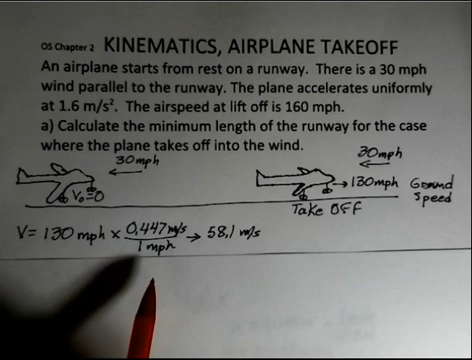 OS Chapter 2 KINEMATICS, AIRPLANE TAKEOFF
An airplane starts from rest on a runway. There is a 30 mph
wind parallel to the runway. The plane accelerates uniformly
at 1.6 m/s². The airspeed at lift off is 160 mph.
a) Calculate the minimum length of the runway for the case
where the plane takes off into the wind.
30mph
30mph
V₀=0
130mph Ground Speed
Take OFF
V= 130 mph × 0,447 m/s / 1 mph → 58,1 m/s